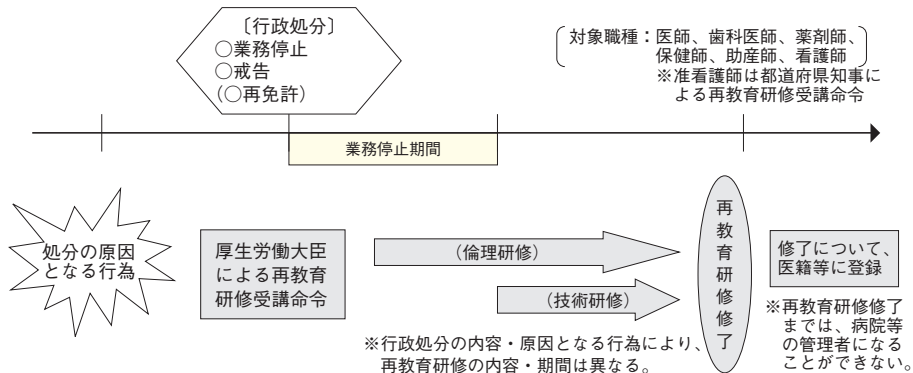 〔行政処分〕
○業務停止
○戒告
(○再免許)
対象職種：医師、歯科医師、薬剤師、
保健師、助産師、看護師
※准看護師は都道府県知事に
よる再教育研修受講命令
業務停止期間
処分の原因
となる行為
厚生労働大臣
による再教育
研修受講命令
(倫理研修)
(技術研修)
再教育研修修了
修了について、
医籍等に登録
※行政処分の内容・原因となる行為により、
再教育研修の内容・期間は異なる。
※再教育研修修了
までは、病院等
の管理者になる
ことができない。